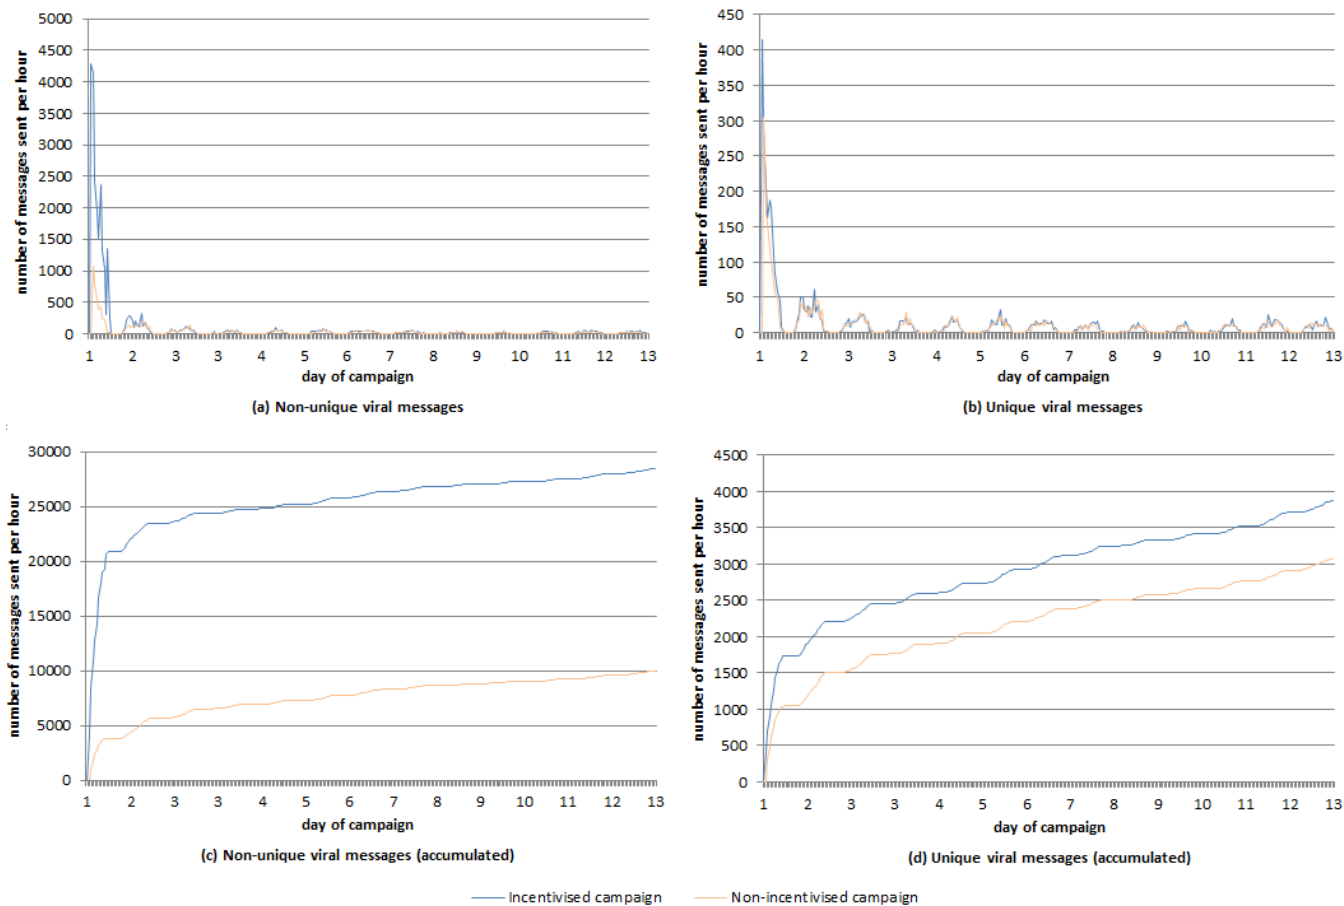 5000
4500
4000
3500
3000
2500
2000
1500
1000
500
0
number of messages sent per hour
1 2 3 3 4 5 6 7 8 9 10 11 12 13
day of campaign
(a) Non-unique viral messages
450
400
350
300
250
200
150
100
50
0
number of messages sent per hour
1 2 3 3 4 5 6 7 8 9 10 11 12 13
day of campaign
(b) Unique viral messages
30000
25000
20000
15000
10000
5000
0
number of messages sent per hour
1 2 3 3 4 5 6 7 8 9 10 11 12 13
day of campaign
(c) Non-unique viral messages (accumulated)
4500
4000
3500
3000
2500
2000
1500
1000
500
0
number of messages sent per hour
1 2 3 3 4 5 6 7 8 9 10 11 12 13
day of campaign
(d) Unique viral messages (accumulated)
Incentivised campaign
Non-incentivised campaign